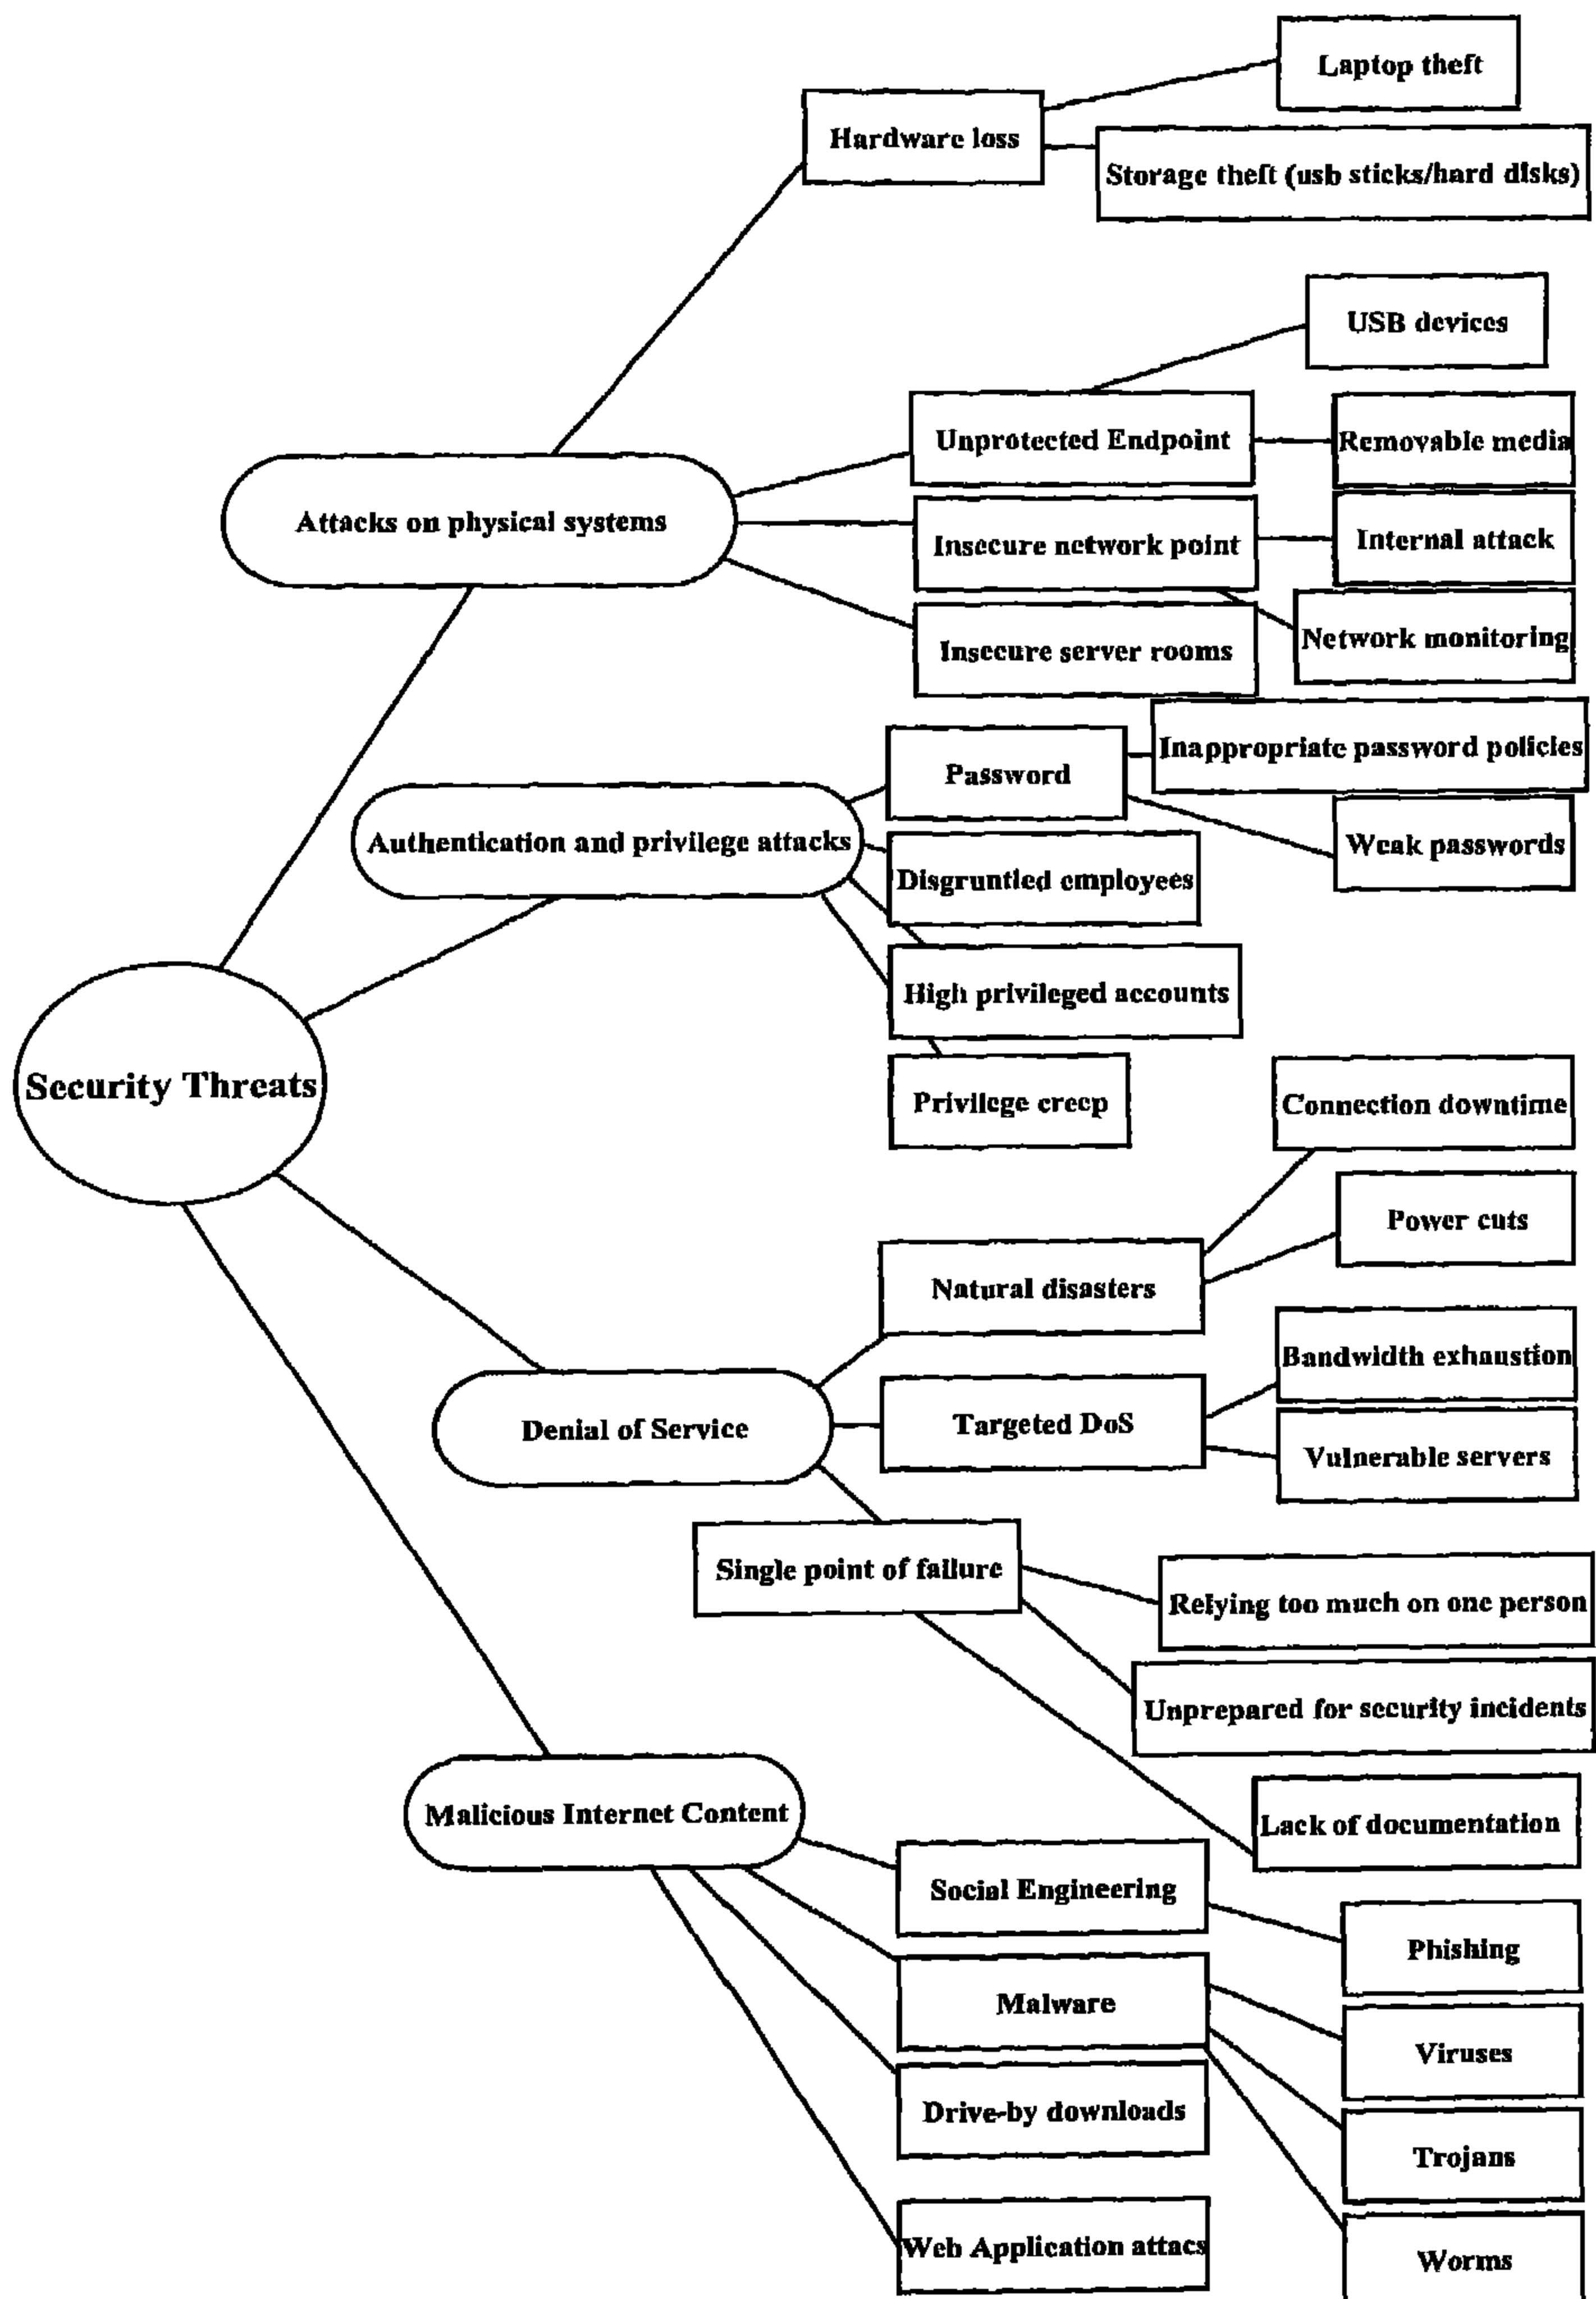 Laptop theft
Hardware loss
Storage theft (usb sticks/hard disks)
USB devices
Unprotected Endpoint
Removable media
Attacks on physical systems
Insecure network point
Internal attack
Insecure server rooms
Network monitoring
Password
Inappropriate password policies
Authentication and privilege attacks
Weak passwords
Disgruntled employees
High privileged accounts
Security Threats
Privilege creep
Connection downtime
Power cuts
Natural disasters
Bandwidth exhaustion
Denial of Service
Targeted DoS
Vulnerable servers
Single point of failure
Relying too much on one person
Unprepared for security incidents
Malicious Internet Content
Lack of documentation
Social Engineering
Phishing
Malware
Viruses
Drive-by downloads
Trojans
Web Application attacs
Worms